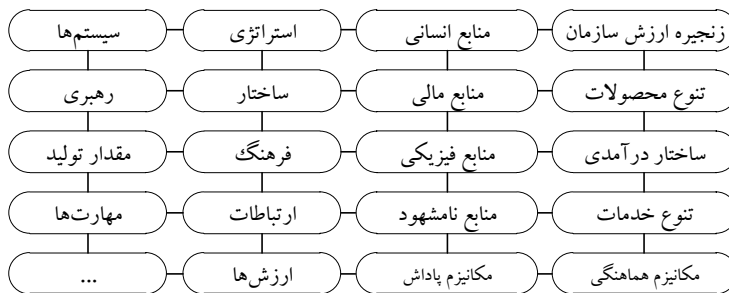 زنجیره ارزش سازمان منابع انسانی استراتژی سیستم‌ها
تنوع محصولات منابع مالی ساختار رهبری
ساختار درآمدی منابع فیزیکی فرهنگ مقدار تولید
تنوع خدمات منابع نامشهود ارتباطات مهارت‌ها
مکانیزم هماهنگی مکانیزم پاداش ارزش‌ها ...